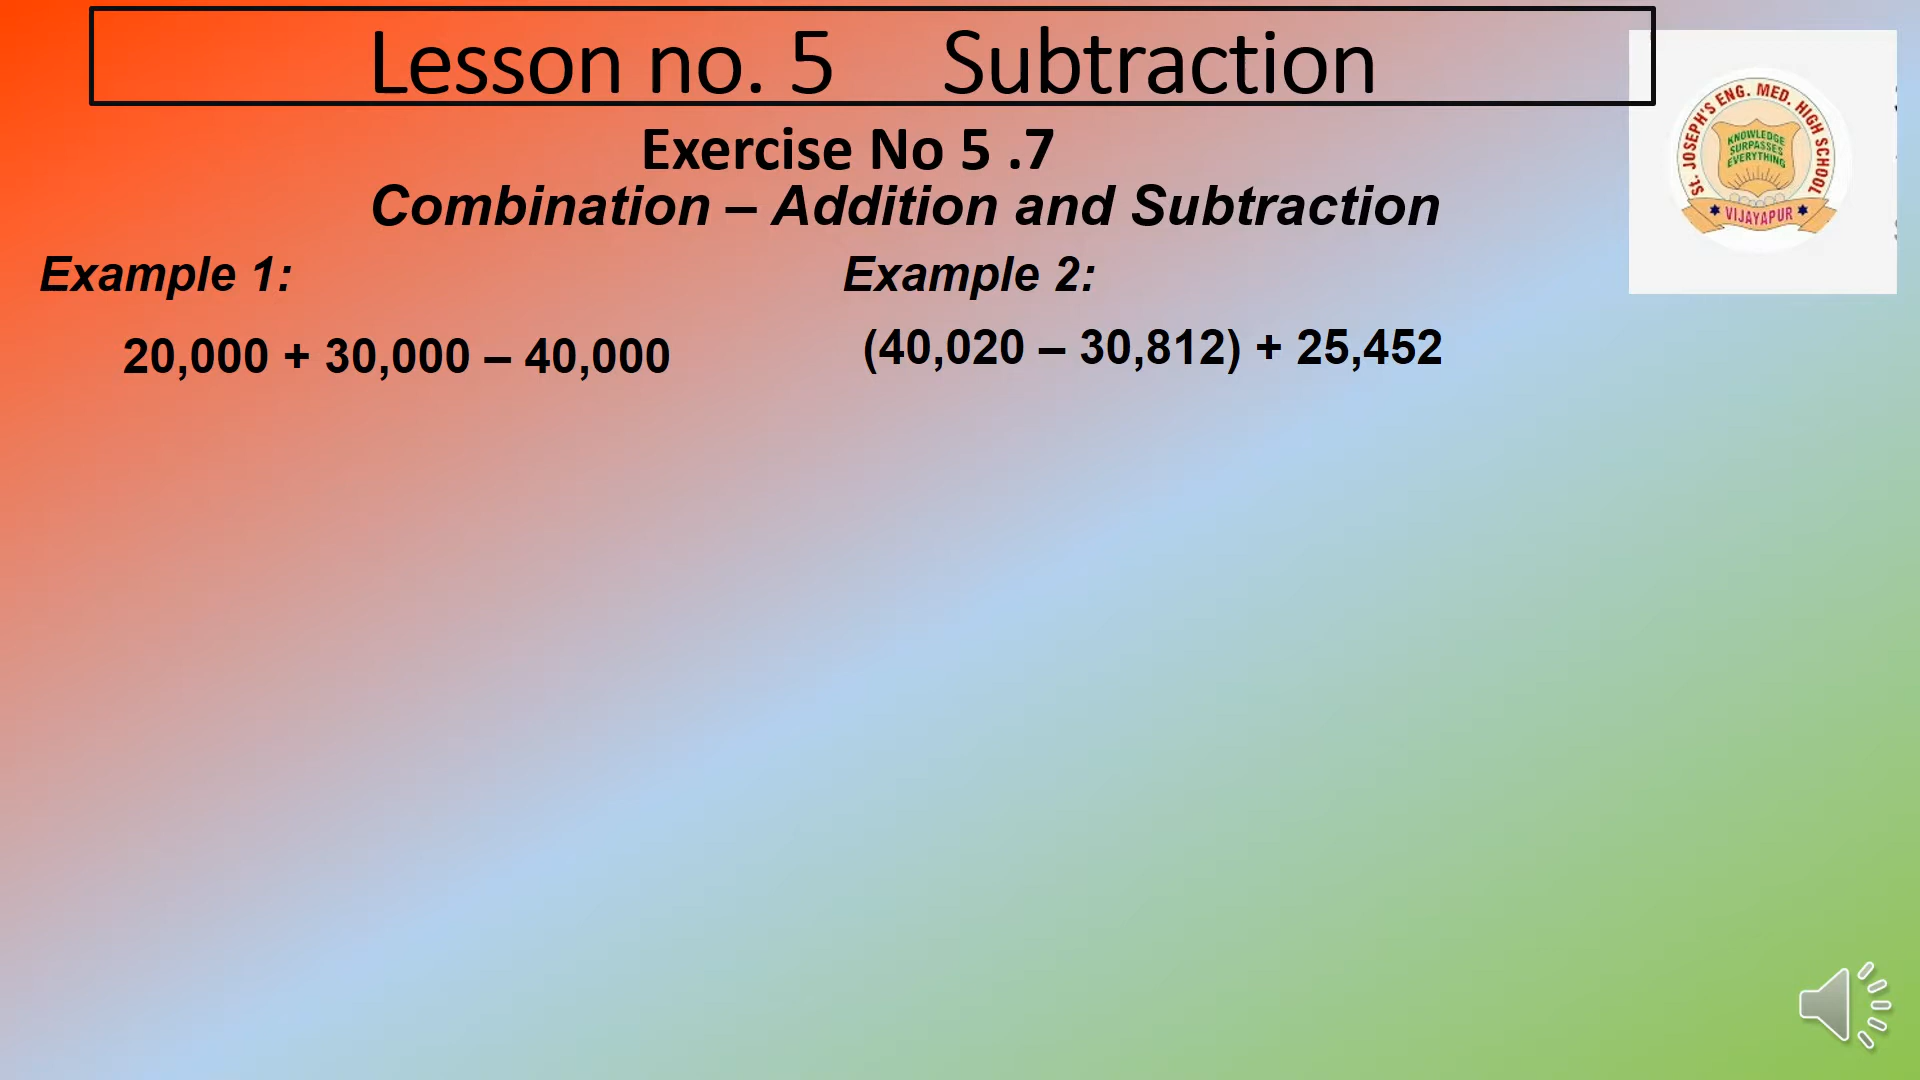 Lesson no. 5 Subtraction
Exercise No 5 .7
Combination – Addition and Subtraction
Example 1:
20,000 + 30,000 – 40,000
Example 2:
(40,020 – 30,812) + 25,452
St. JOSEPH'S ENG. MED. HIGH SCHOOL
KNOWLEDGE
SURPASSES
EVERYTHING
VIJAYAPUR